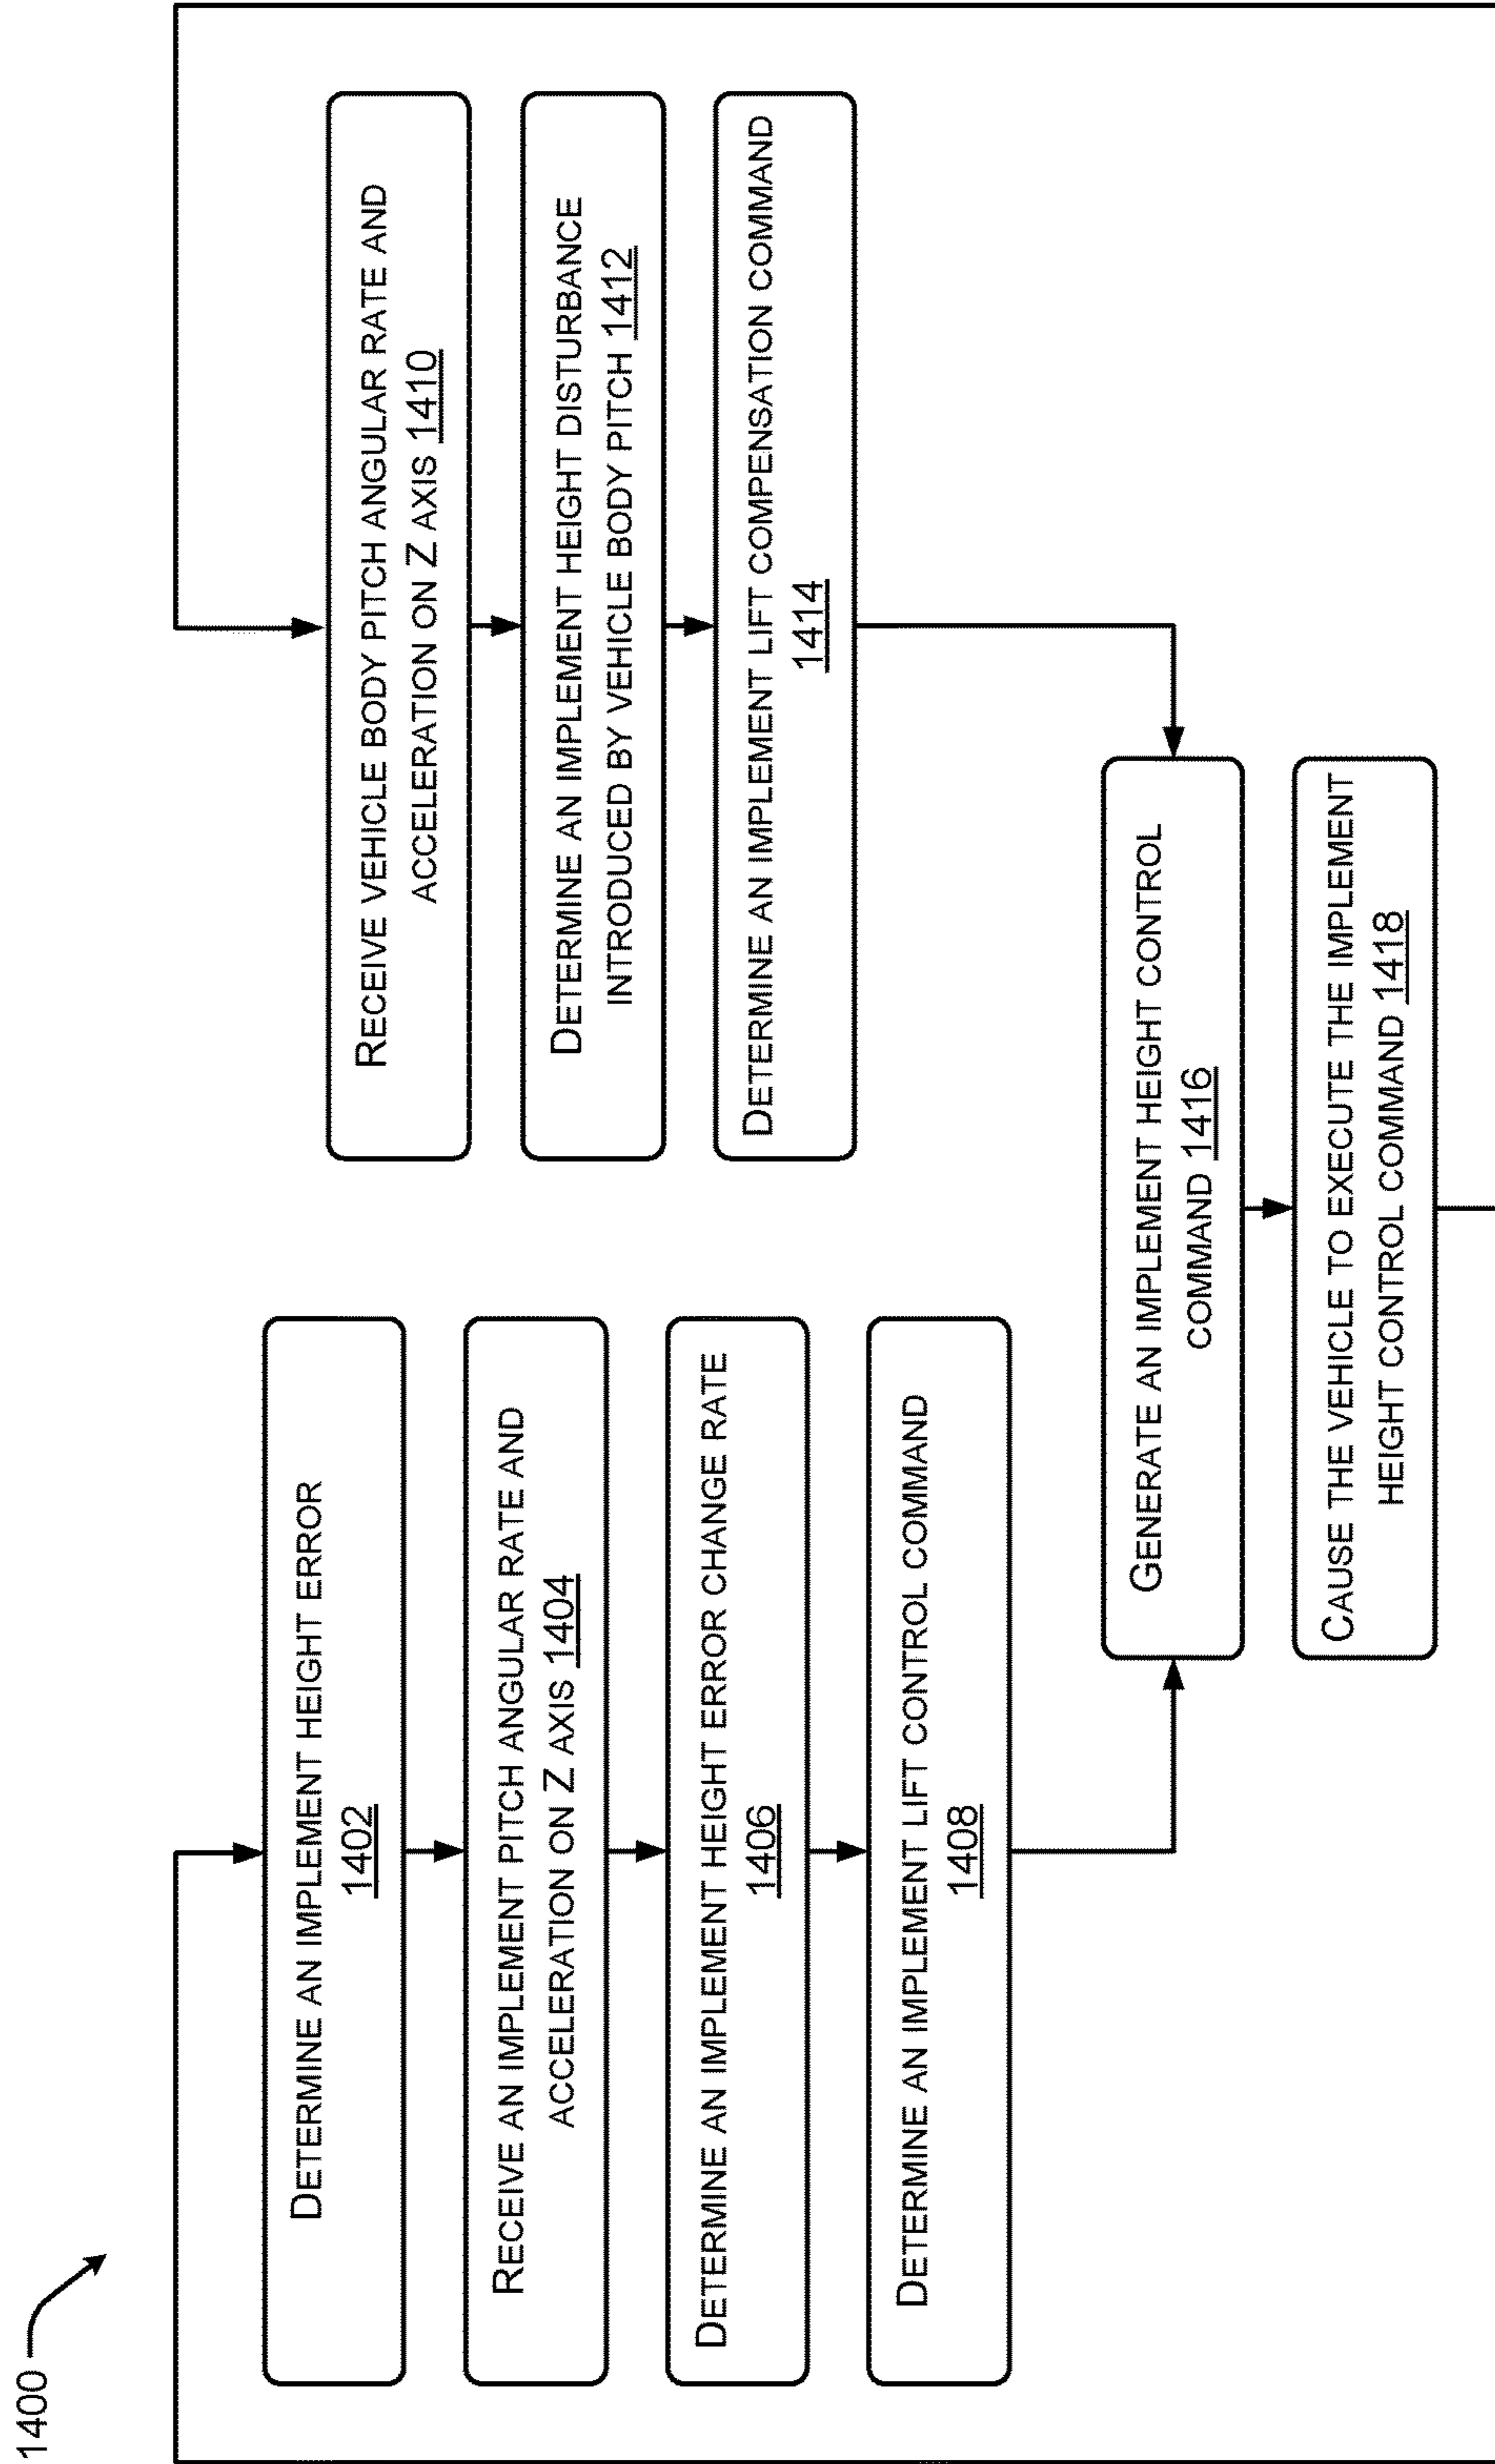 1400
DETERMINE AN IMPLEMENT HEIGHT ERROR
1402
RECEIVE AN IMPLEMENT PITCH ANGULAR RATE AND
ACCELERATION ON Z AXIS 1404
DETERMINE AN IMPLEMENT HEIGHT ERROR CHANGE RATE
1406
DETERMINE AN IMPLEMENT LIFT CONTROL COMMAND
1408
RECEIVE VEHICLE BODY PITCH ANGULAR RATE AND
ACCELERATION ON Z AXIS 1410
DETERMINE AN IMPLEMENT HEIGHT DISTURBANCE
INTRODUCED BY VEHICLE BODY PITCH 1412
DETERMINE AN IMPLEMENT LIFT COMPENSATION COMMAND
1414
GENERATE AN IMPLEMENT HEIGHT CONTROL
COMMAND 1416
CAUSE THE VEHICLE TO EXECUTE THE IMPLEMENT
HEIGHT CONTROL COMMAND 1418